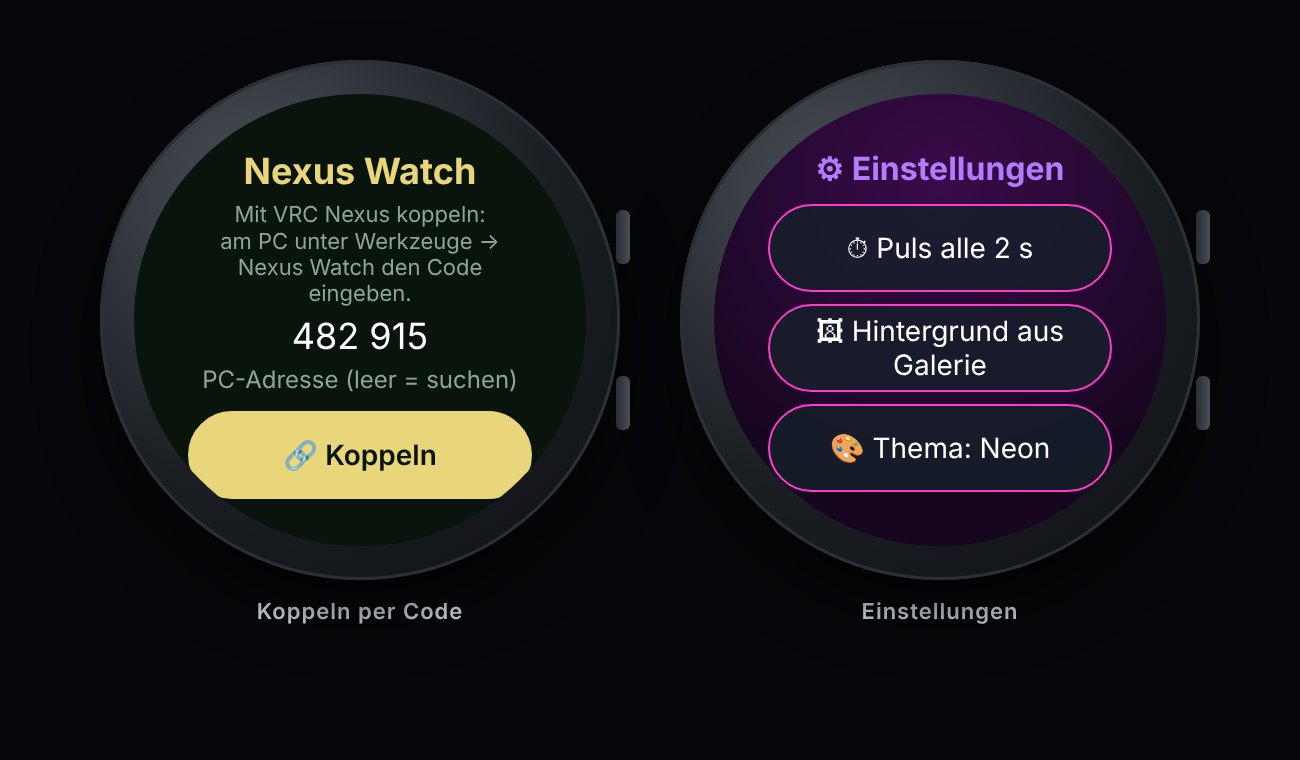 Nexus Watch
Mit VRC Nexus koppeln:
am PC unter Werkzeuge →
Nexus Watch den Code
eingeben.
482 915
PC-Adresse (leer = suchen)
🔗 Koppeln
Koppeln per Code
⚙ Einstellungen
⏱ Puls alle 2 s
🖼 Hintergrund aus
Galerie
🎨 Thema: Neon
Einstellungen